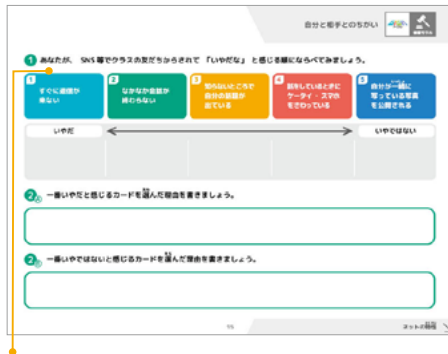 自分と相手とのちがい
1 あなたが、SNS等でクラスの友だちからされて「いやだな」と感じる順にならべてみましょう。
1
すぐに返信が
来ない
2
なかなか会話が
終わらない
3
知らないところで
自分の話題が
出ている
4
話をしているときに
ケータイ・スマホ
をさわっている
5
自分が一緒に
写っている写真
を公開される
いやだ
いやではない
2 一番いやだと感じるカードを選んだ理由を書きましょう。
2 一番いやではないと感じるカードを選んだ理由を書きましょう。